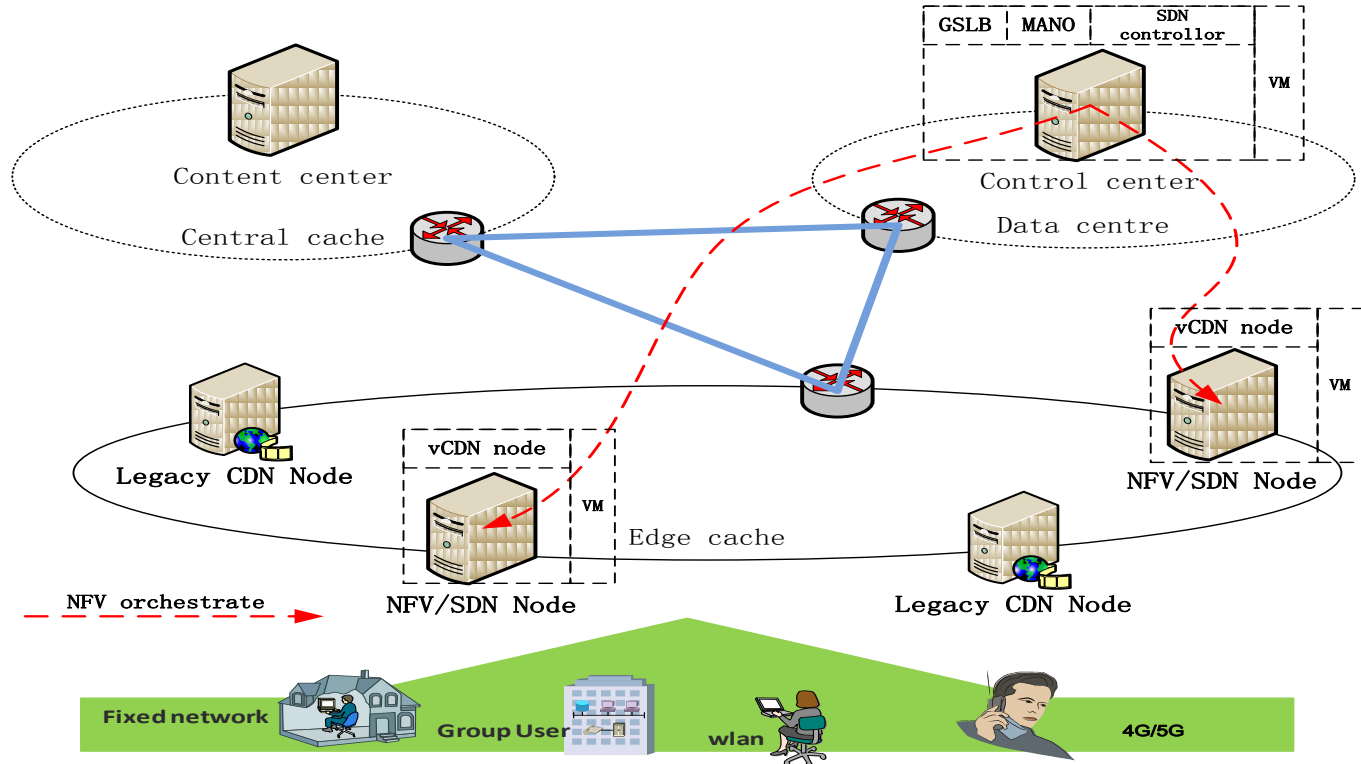 GSLB
MANO
SDN
controllor
VM
Content center
Central cache
Control center
Data centre
vCDN node
VM
NFV/SDN Node
Legacy CDN Node
vCDN node
VM
NFV/SDN Node
Edge cache
Legacy CDN Node
NFV orchestrate
Fixed network
Group User
wlan
4G/5G